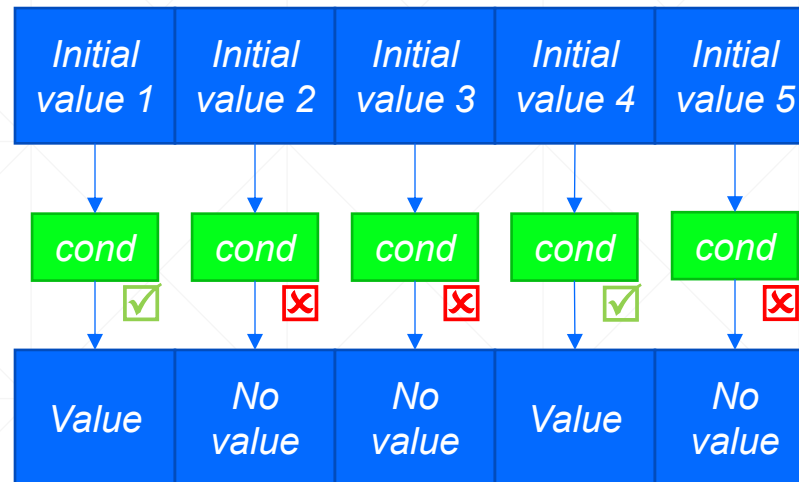 Initial Initial Initial Initial Initial
value 1 value 2 value 3 value 4 value 5
cond cond cond cond cond
Value No value No value Value No value